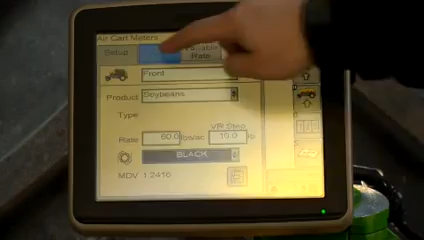 Air Cart Meters
Setup
Variable
Rate
Front
Product Soybeans
Type
VR Step
Rate 60.0 lbs/ac 15.0
BLACK
MDV 1.2416